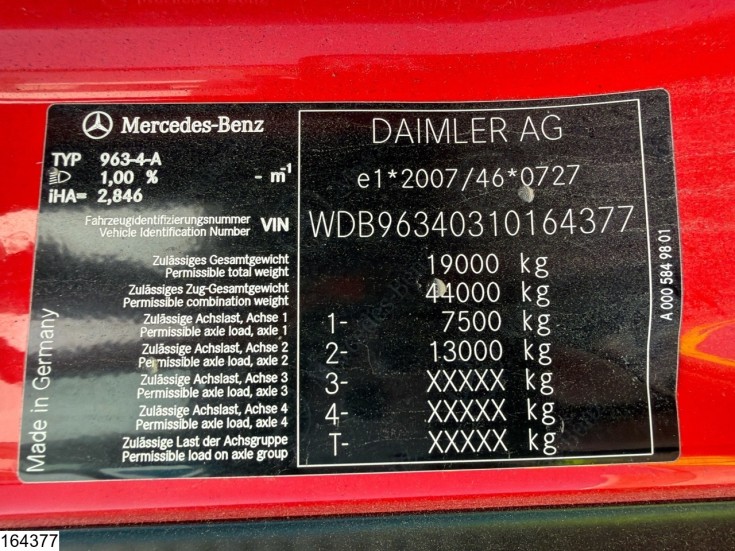 Mercedes-Benz
DAIMLER AG
TYP 963-4-A
1,00 % - m¹
iHA= 2,846
e1*2007/46*0727
Fahrzeugidentifizierungsnummer
Vehicle Identification Number VIN WDB96340310164377
Zulässiges Gesamtgewicht
Permissible total weight 19000 kg
Zulässiges Zug-Gesamtgewicht
Permissible combination weight 44000 kg
Zulässige Achslast, Achse 1
Permissible axle load, axle 1 1- 7500 kg
Zulässige Achslast, Achse 2
Permissible axle load, axle 2 2- 13000 kg
Zulässige Achslast, Achse 3
Permissible axle load, axle 3 3- XXXXX kg
Zulässige Achslast, Achse 4
Permissible axle load, axle 4 4- XXXXX kg
Zulässige Last der Achsgruppe
Permissible load on axle group T- XXXXX kg
Made in Germany
A 000 584 98 01
164377